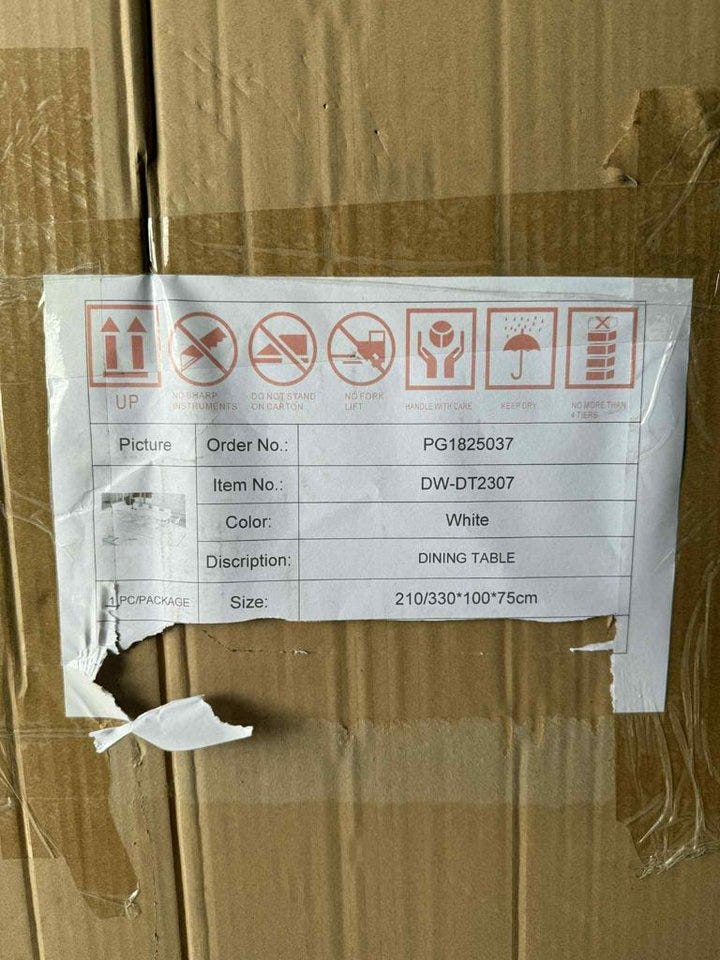 UP
NO SHARP
INSTRUMENTS
DO NOT STAND
ON CARTON
NO FORK
LIFT
HANDLE WITH CARE
KEEP DRY
NO MORE THAN
4 TIERS
Picture Order No.: PG1825037
Item No.: DW-DT2307
Color: White
Discription: DINING TABLE
1 PC/PACKAGE Size: 210/330*100*75cm